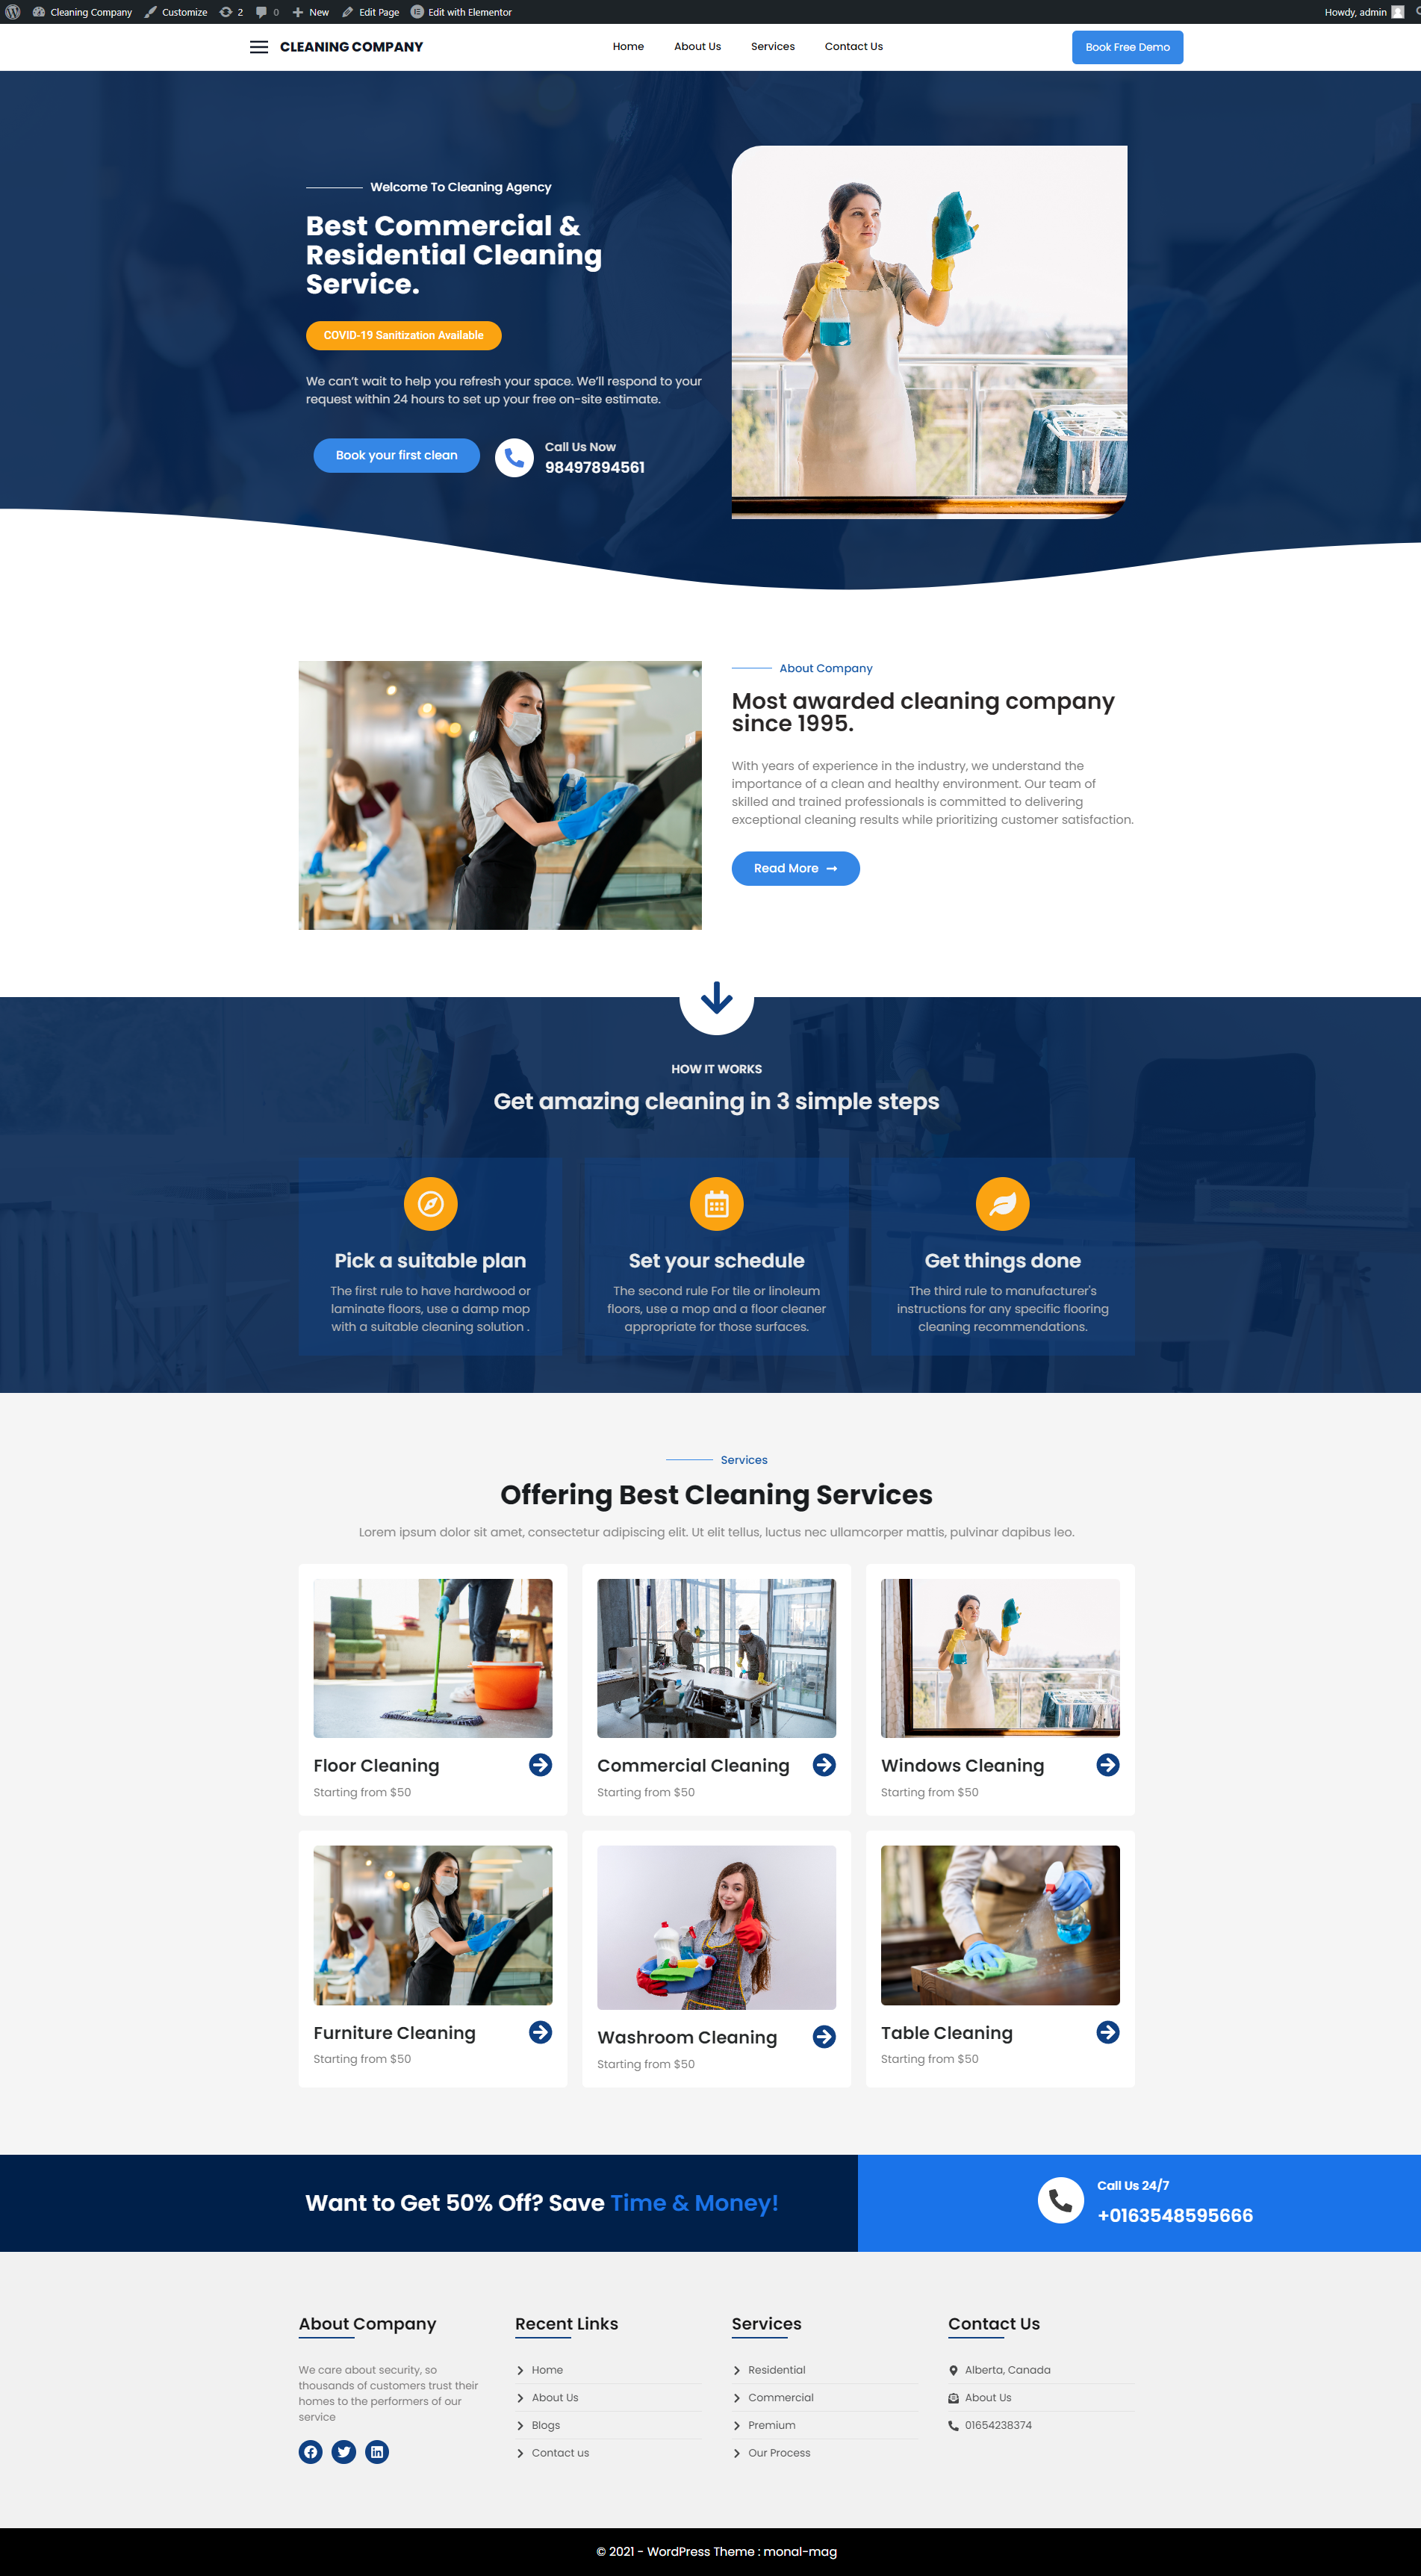 Cleaning Company Customize 2 0 New Edit Page Edit with Elementor Howdy, admin
CLEANING COMPANY Home About Us Services Contact Us Book Free Demo
Welcome To Cleaning Agency
Best Commercial &
Residential Cleaning
Service.
COVID-19 Sanitization Available
We can't wait to help you refresh your space. We'll respond to your
request within 24 hours to set up your free on-site estimate.
Book your first clean
Call Us Now
98497894561
About Company
Most awarded cleaning company
since 1995.
With years of experience in the industry, we understand the
importance of a clean and healthy environment. Our team of
skilled and trained professionals is committed to delivering
exceptional cleaning results while prioritizing customer satisfaction.
Read More
HOW IT WORKS
Get amazing cleaning in 3 simple steps
Pick a suitable plan
The first rule to have hardwood or
laminate floors, use a damp mop
with a suitable cleaning solution .
Set your schedule
The second rule For tile or linoleum
floors, use a mop and a floor cleaner
appropriate for those surfaces.
Get things done
The third rule to manufacturer's
instructions for any specific flooring
cleaning recommendations.
Services
Offering Best Cleaning Services
Lorem ipsum dolor sit amet, consectetur adipiscing elit. Ut elit tellus, luctus nec ullamcorper mattis, pulvinar dapibus leo.
Floor Cleaning
Starting from $50
Commercial Cleaning
Starting from $50
Windows Cleaning
Starting from $50
Furniture Cleaning
Starting from $50
Washroom Cleaning
Starting from $50
Table Cleaning
Starting from $50
Want to Get 50% Off? Save Time & Money!
Call Us 24/7
+0163548595666
About Company
We care about security, so
thousands of customers trust their
homes to the performers of our
service
Recent Links
Home
About Us
Blogs
Contact us
Services
Residential
Commercial
Premium
Our Process
Contact Us
Alberta, Canada
About Us
01654238374
© 2021 - WordPress Theme : monal-mag